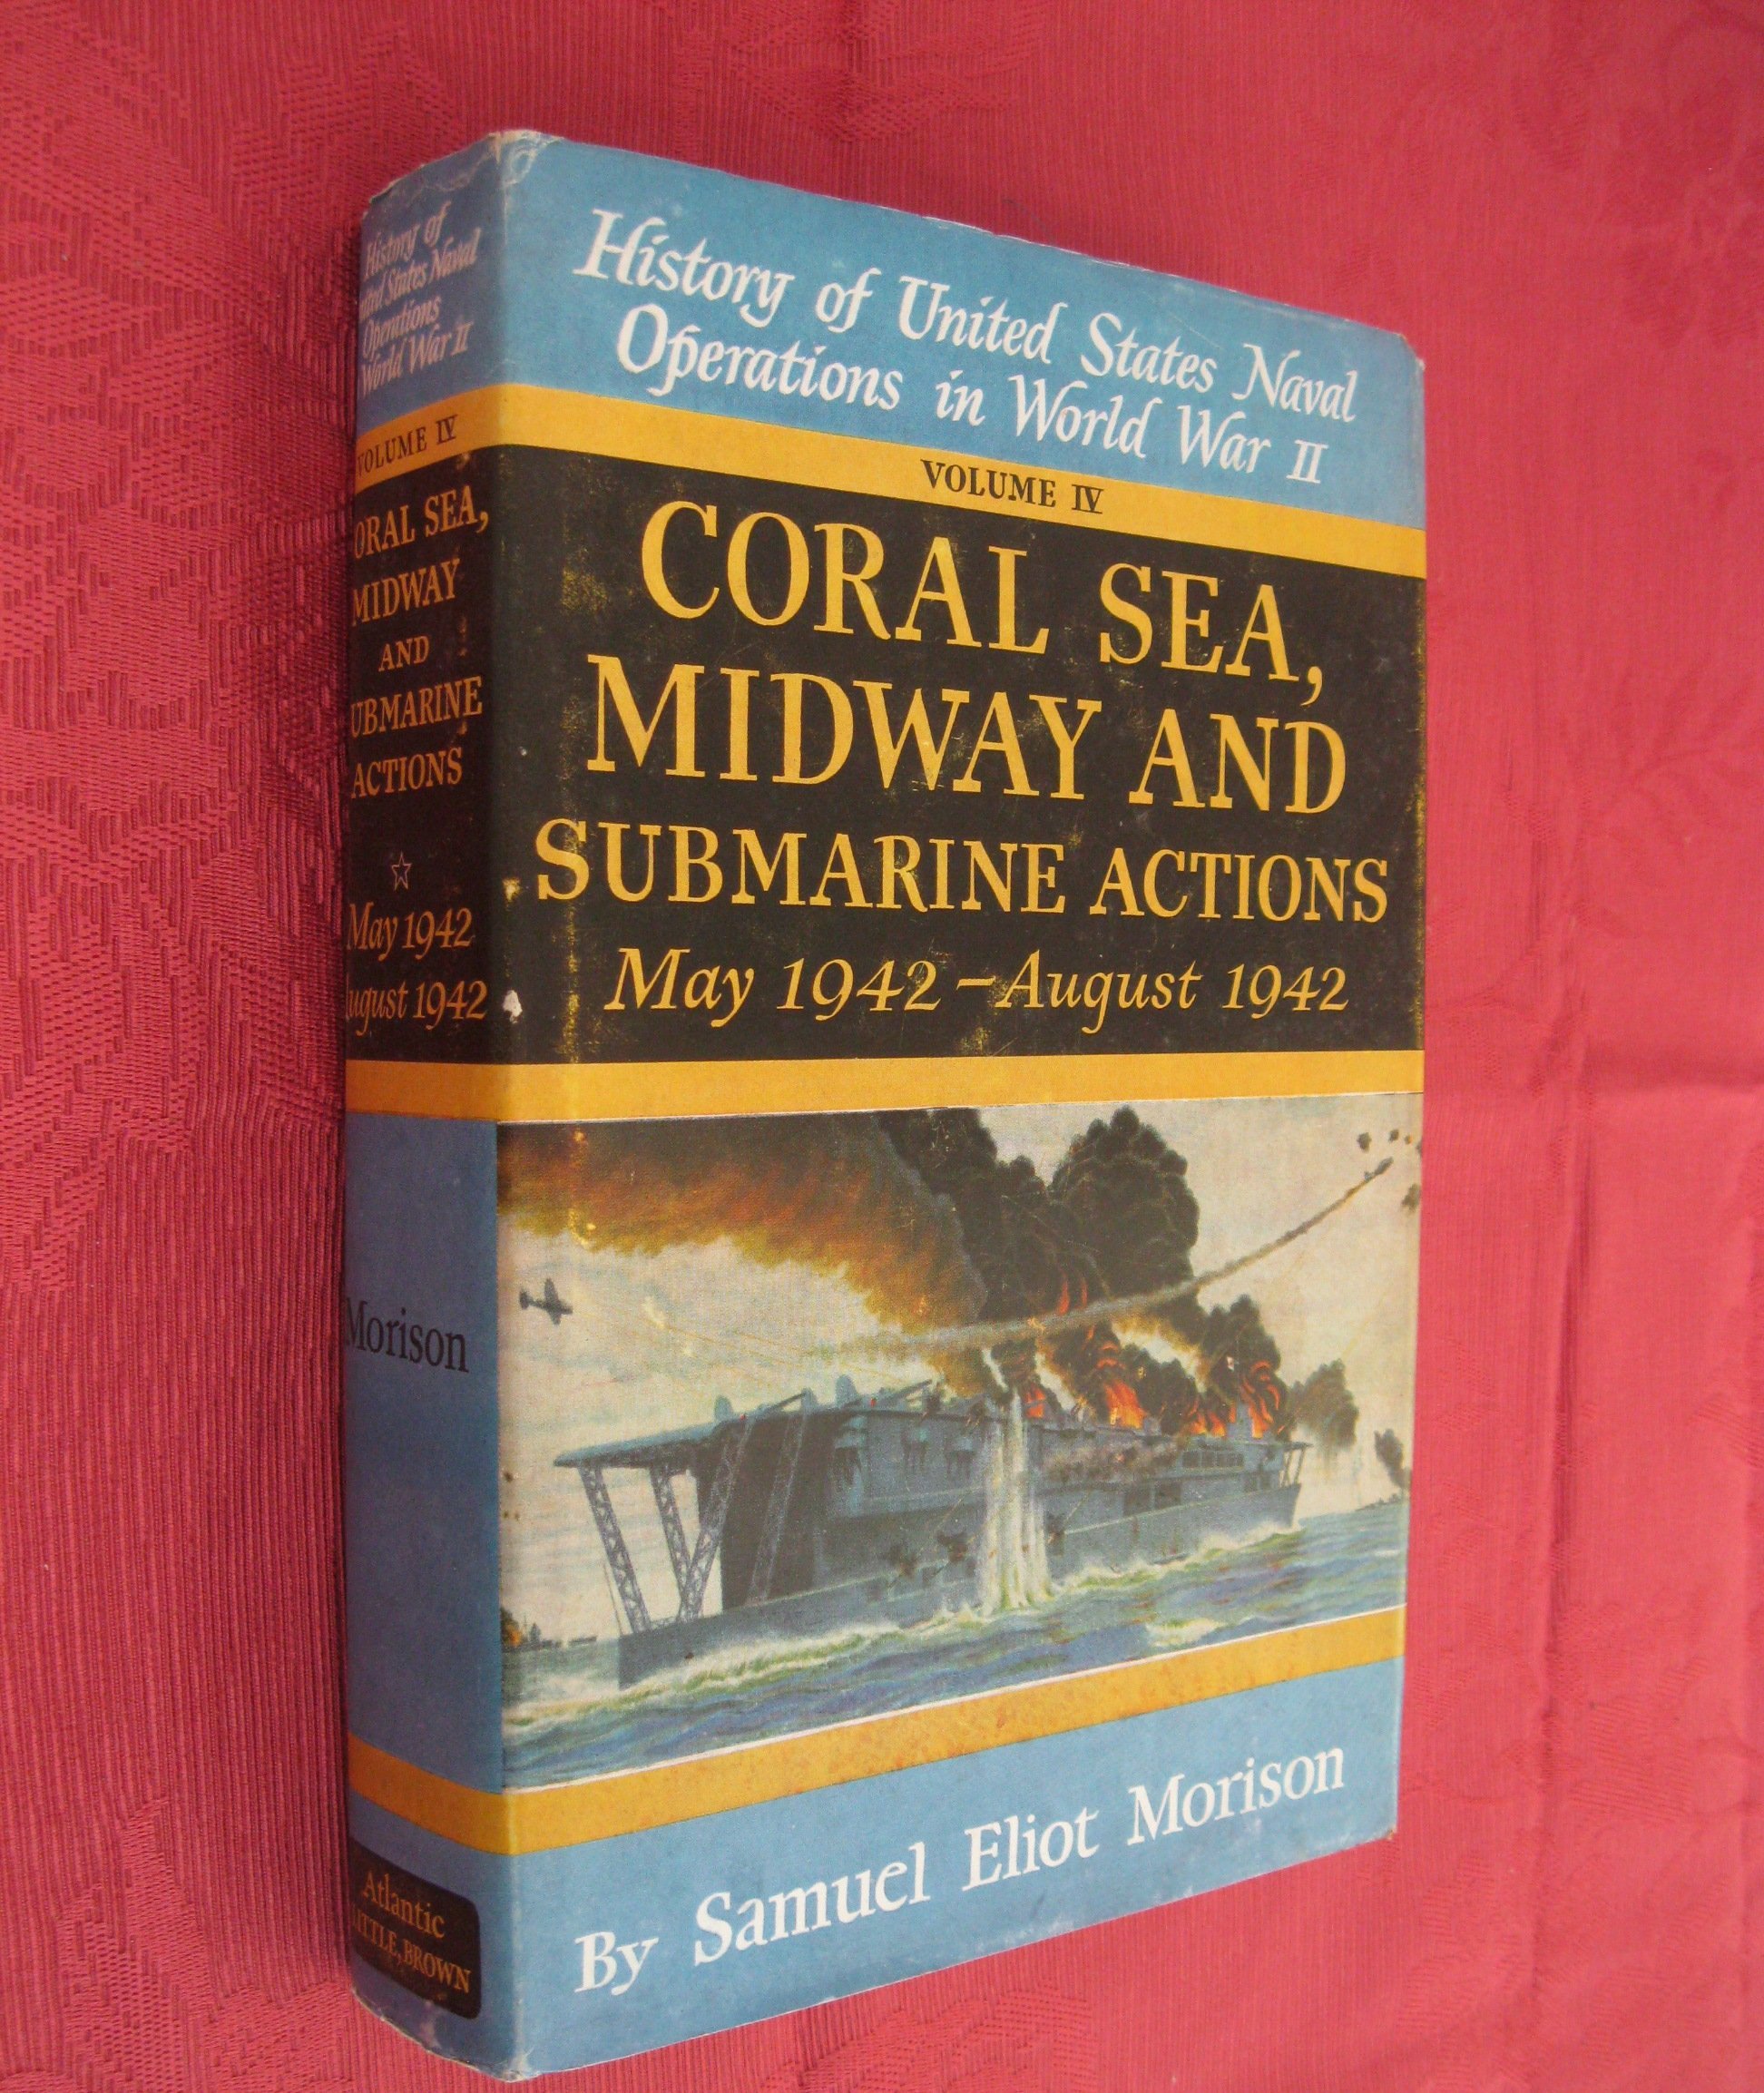 History of United States Naval
Operations in World War II
VOLUME IV
CORAL SEA,
MIDWAY AND
SUBMARINE ACTIONS
May 1942 – August 1942
By Samuel Eliot Morison
History of
States Naval
Operations
World War II
VOLUME IV
CORAL SEA,
MIDWAY
AND
SUBMARINE
ACTIONS
May 1942
August 1942
Morison
Atlantic
LITTLE, BROWN